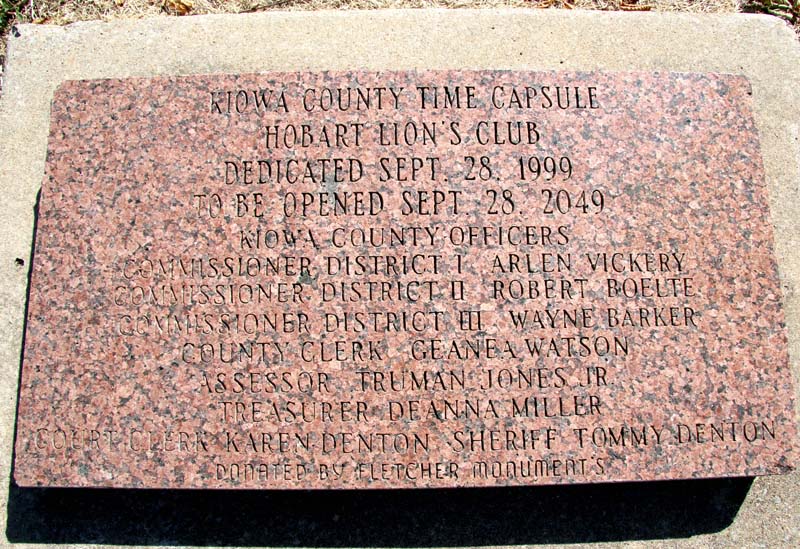 KIOWA COUNTY TIME CAPSULE
HOBART LION'S CLUB
DEDICATED SEPT. 28, 1999
TO BE OPENED SEPT. 28, 2049
KIOWA COUNTY OFFICERS
COMMISSIONER DISTRICT I ARLEN VICKERY
COMMISSIONER DISTRICT II ROBERT BOELTE
COMMISSIONER DISTRICT III WAYNE BARKER
COUNTY CLERK GEANEA WATSON
ASSESSOR TRUMAN JONES JR.
TREASURER DEANNA MILLER
COURT CLERK KAREN DENTON SHERIFF TOMMY DENTON
DONATED BY FLETCHER MONUMENT'S